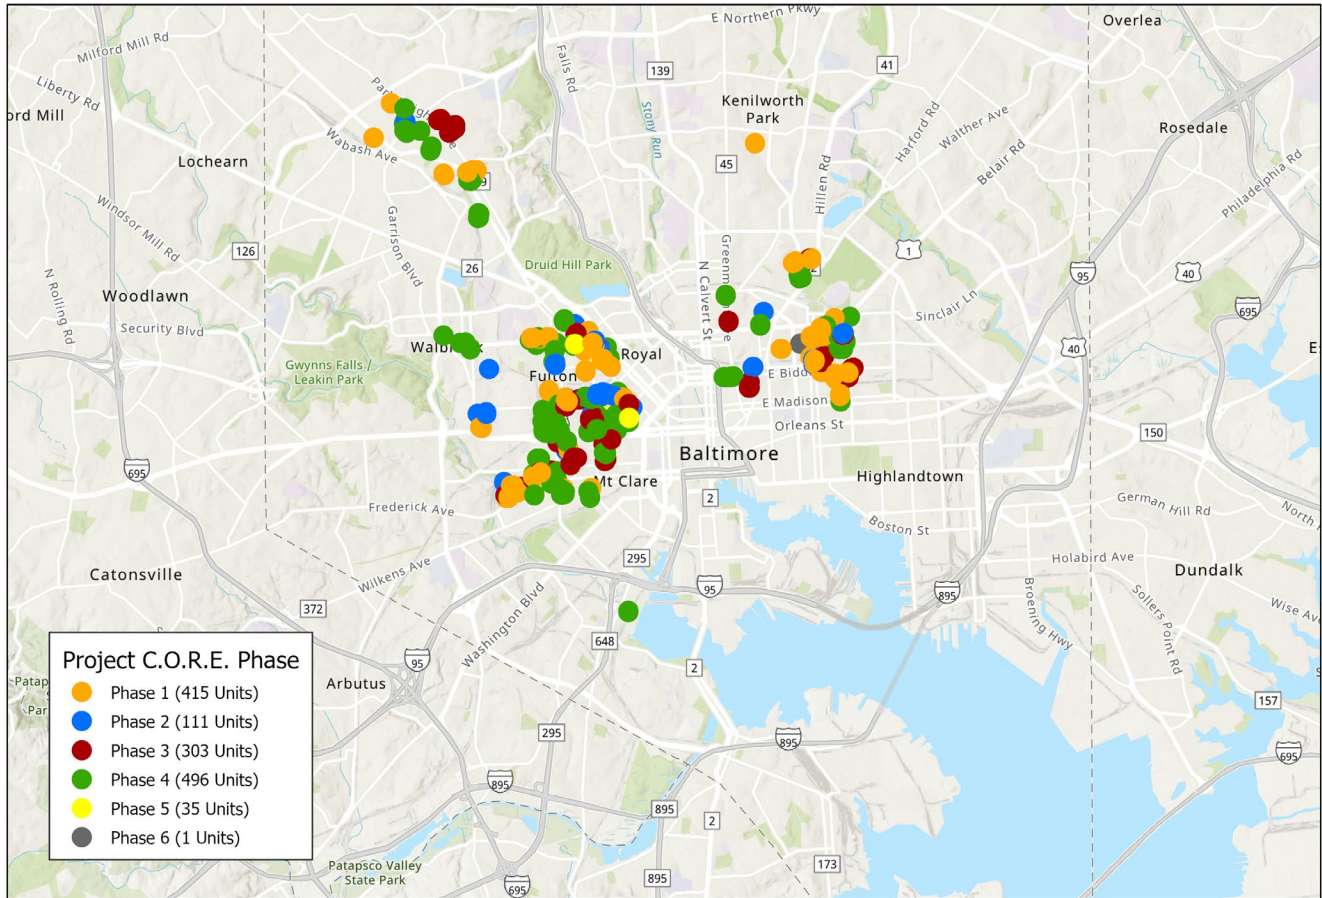 Overlea
E Northern Pkwy
Milford Mill Rd
41
139
Falls Rd
Liberty Rd
Kenilworth
Park
Stony Run
Harford Rd
Walther Ave
Rosedale
Wabash Ave
Lochearn
45
Belair Rd
Hillen Rd
Philadelphia Rd
Windsor Mill Rd
Garrison Blvd
126
1
26
Druid Hill Park
N Calvert St
95
40
N Rolling Rd
Woodlawn
Sinclair Ln
695
Security Blvd
40
Royal
Gwynns Falls /
Leakin Park
Fulton
E Madison
Orleans St
150
695
Baltimore
Highlandtown
Mt Clare
2
German Hill Rd
Frederick Ave
Boston St
295
Holabird Ave
Catonsville
Wilkens Ave
Dundalk
95
895
Washington Blvd
Broening Hwy
Sollers Point Rd
372
648
95
2
Arbutus
157
295
895
695
895
895
2
Patapsco Valley
State Park
173
895
695
Project C.O.R.E. Phase
Phase 1 (415 Units)
Phase 2 (111 Units)
Phase 3 (303 Units)
Phase 4 (496 Units)
Phase 5 (35 Units)
Phase 6 (1 Units)